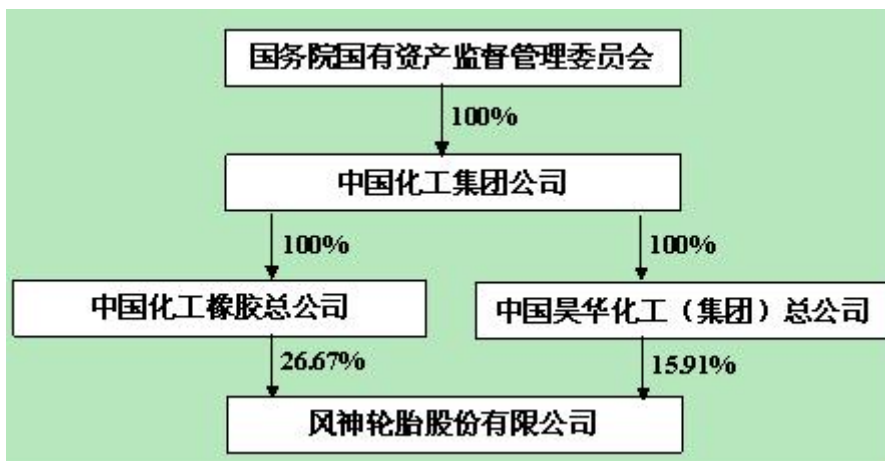 国务院国有资产监督管理委员会
100%
中国化工集团公司
100%
100%
中国化工橡胶总公司
中国昊华化工（集团）总公司
26.67%
15.91%
风神轮胎股份有限公司